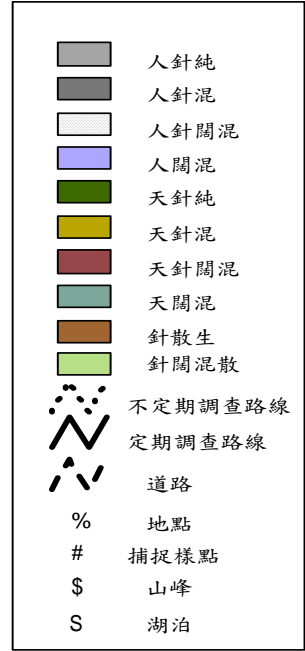 人針純
人針混
人針闊混
人闊混
天針純
天針混
天針闊混
天闊混
針散生
針闊混散
不定期調查路線
定期調查路線
道路
% 地點
# 捕捉樣點
$ 山峰
S 湖泊